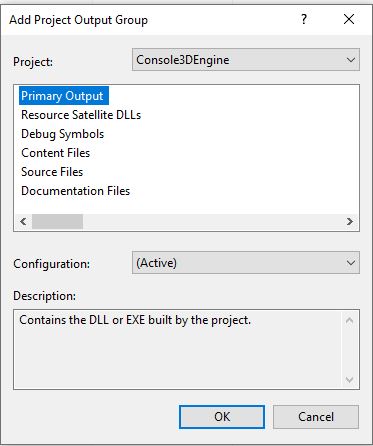 Add Project Output Group
Project:
Console3DEngine
Primary Output
Resource Satellite DLLs
Debug Symbols
Content Files
Source Files
Documentation Files
Configuration:
(Active)
Description:
Contains the DLL or EXE built by the project.
OK
Cancel